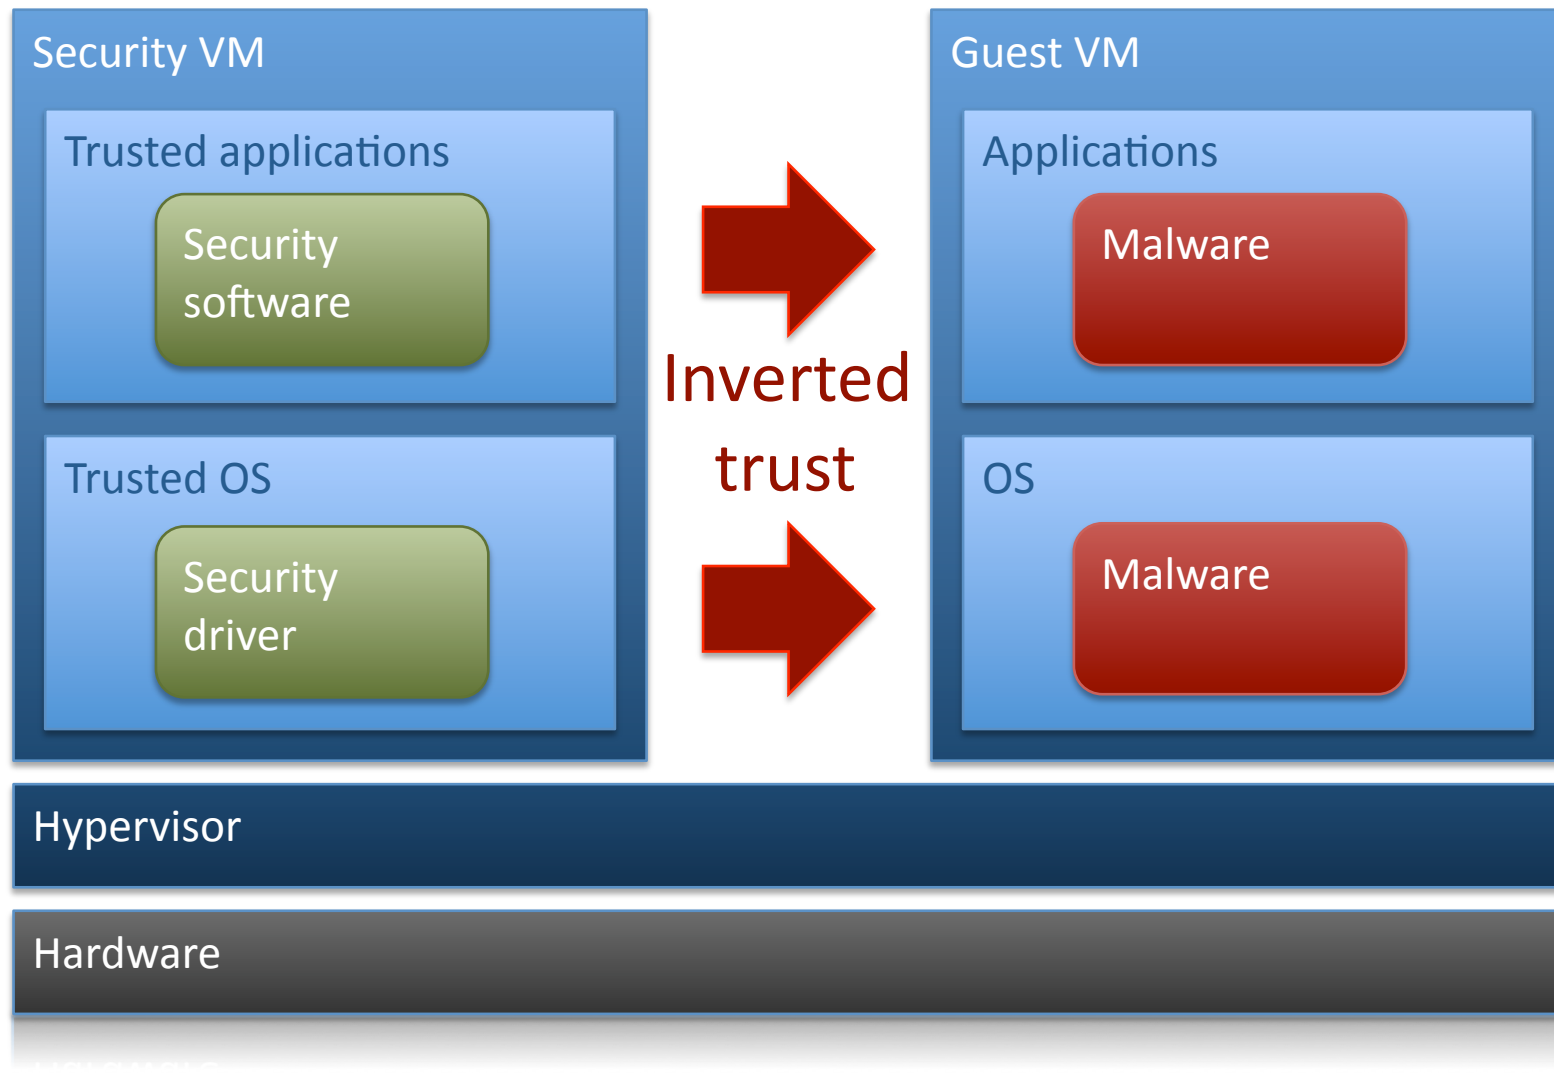 Security VM
Trusted applications
Security
software
Trusted OS
Security
driver
Inverted
trust
Guest VM
Applications
Malware
OS
Malware
Hypervisor
Hardware